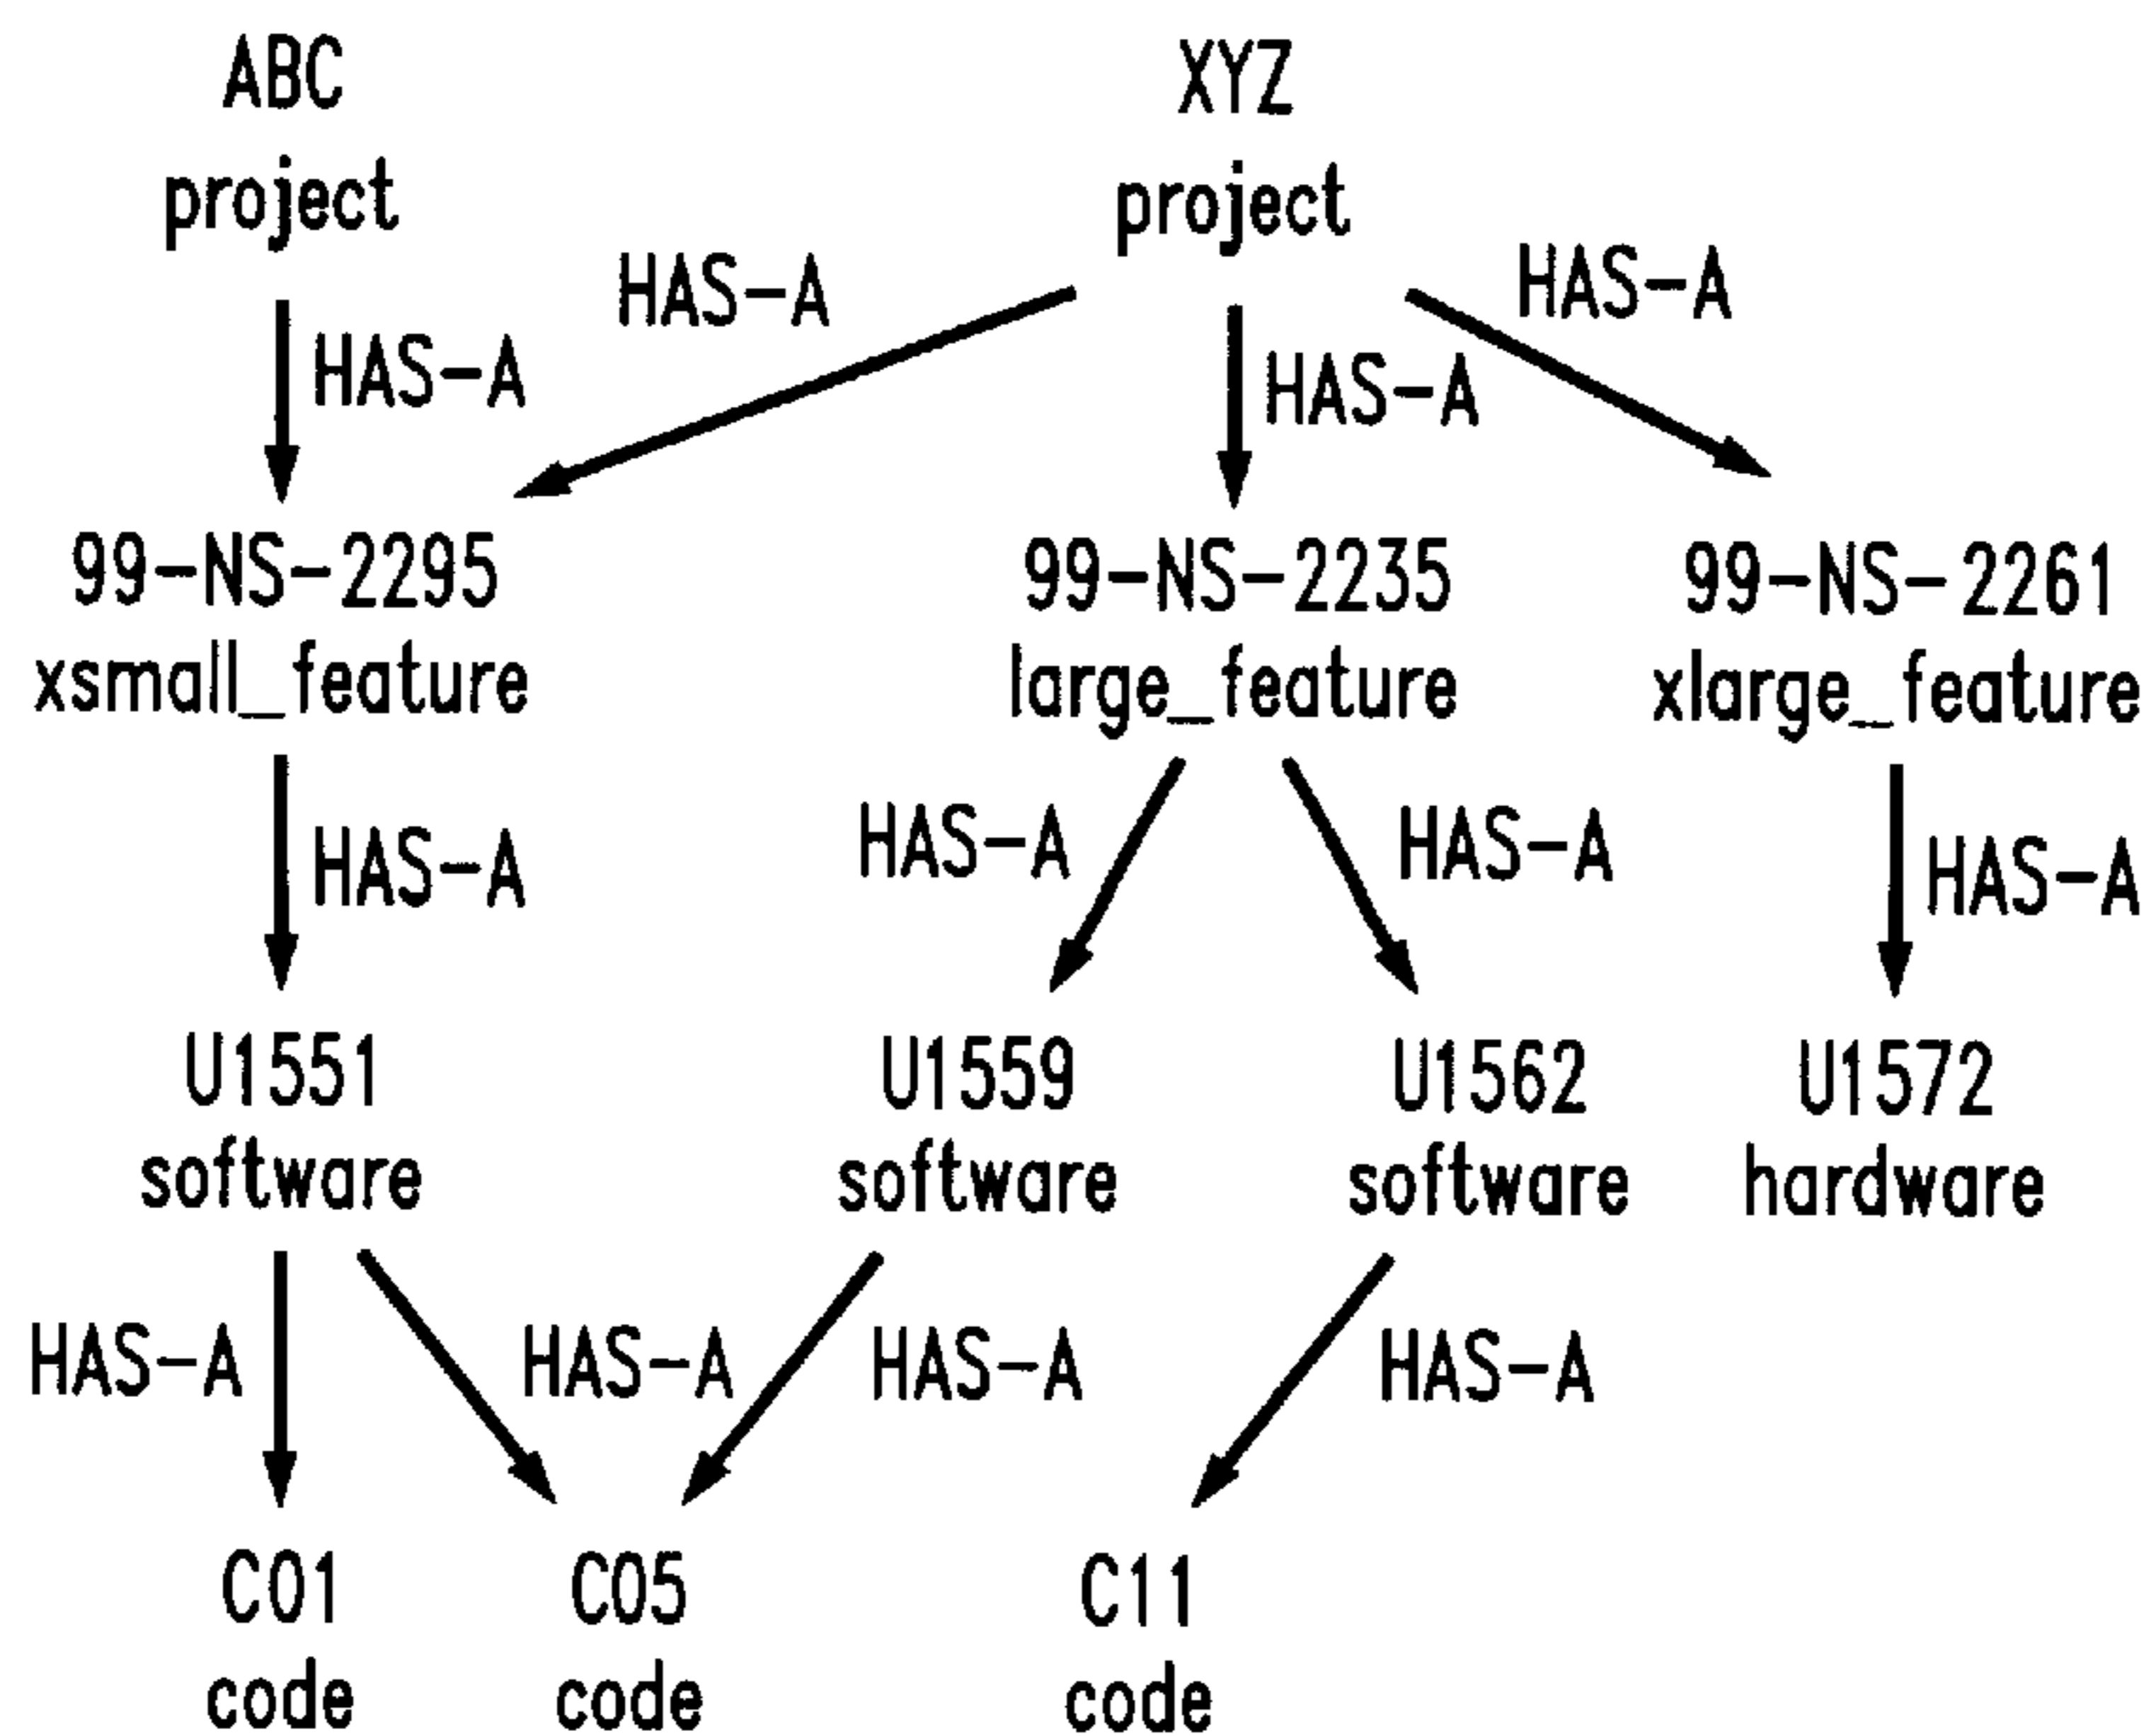 ABC
project
XYZ
project
HAS-A
HAS-A
HAS-A
HAS-A
99-NS-2295
xsmall_feature
99-NS-2235
large_feature
99-NS-2261
xlarge_feature
HAS-A
HAS-A
HAS-A
HAS-A
U1551
software
U1559
software
U1562
software
U1572
hardware
HAS-A
HAS-A
HAS-A
HAS-A
C01
code
C05
code
C11
code